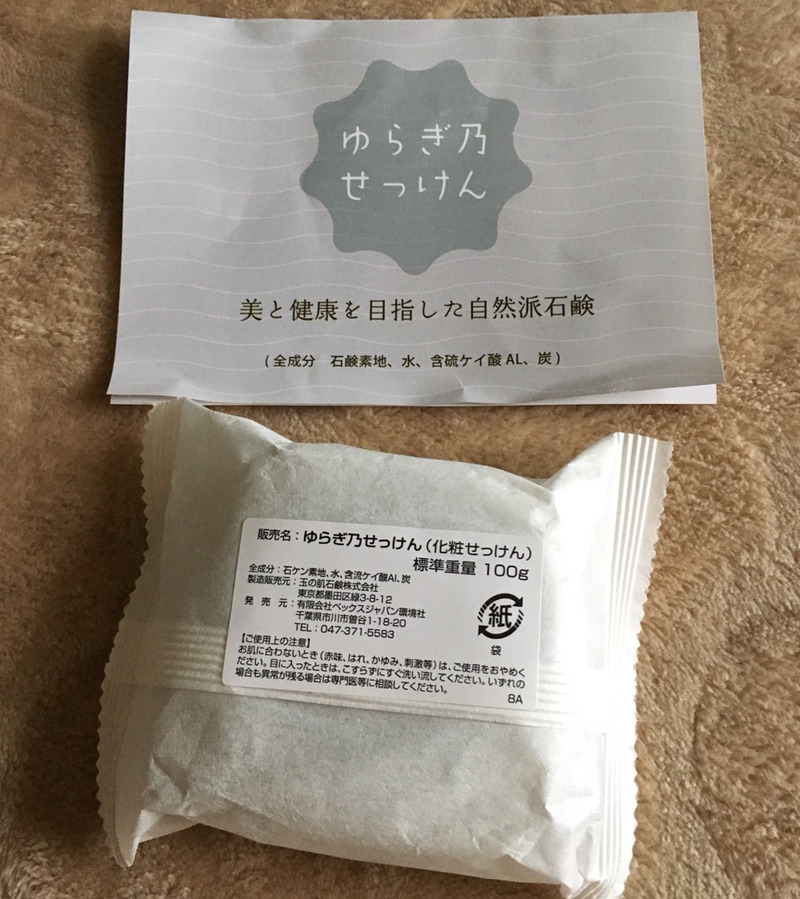 ゆらぎ乃
せっけん
美と健康を目指した自然派石鹸
(全成分　石鹸素地、水、含硫ケイ酸AL、炭)
販売名：ゆらぎ乃せっけん(化粧せっけん)
標準重量 100g
全成分：石ケン素地、水、含流ケイ酸Al、炭
製造販売元：玉の肌石鹸株式会社
東京都墨田区緑3-8-12
発　売　元：有限会社ベックスジャパン環境社
千葉県市川市曽谷1-18-20
TEL：047-371-5583
紙
袋
【ご使用上の注意】
お肌に合わないとき(赤味、はれ、かゆみ、刺激等)は、ご使用をおやめく
ださい。目に入ったときは、こすらずにすぐ洗い流してください。いずれの
場合も異常が残る場合は専門医等に相談してください。
8A